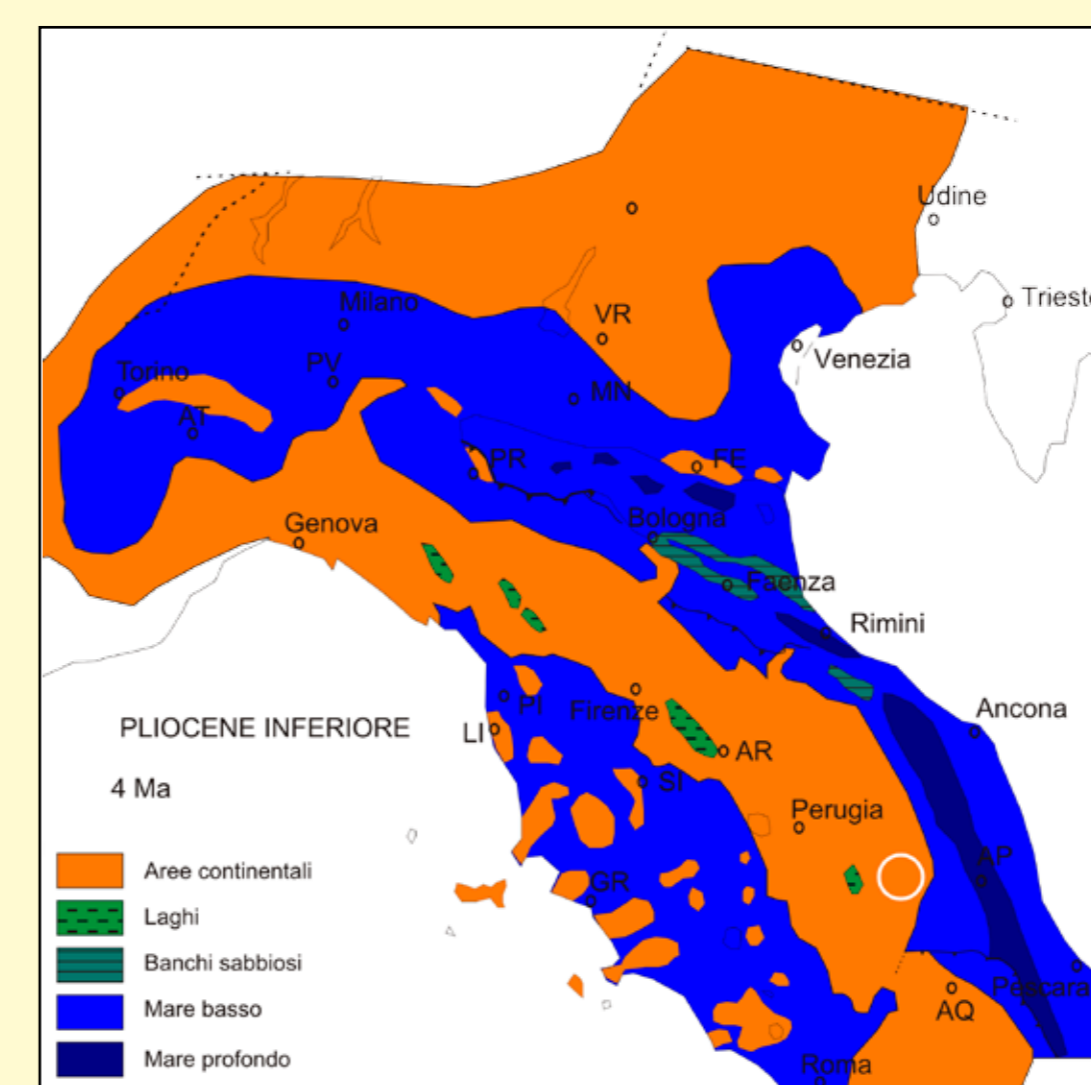 Udine
Trieste
Milano
VR
Venezia
PV
Torino
MN
AT
PR
FE
Bologna
Genova
Faenza
Rimini
PI
Firenze
Ancona
PLIOCENE INFERIORE
LI
AR
4 Ma
SI
Perugia
AP
Aree continentali
GR
Laghi
Banchi sabbiosi
Pescara
Mare basso
AQ
Mare profondo
Roma